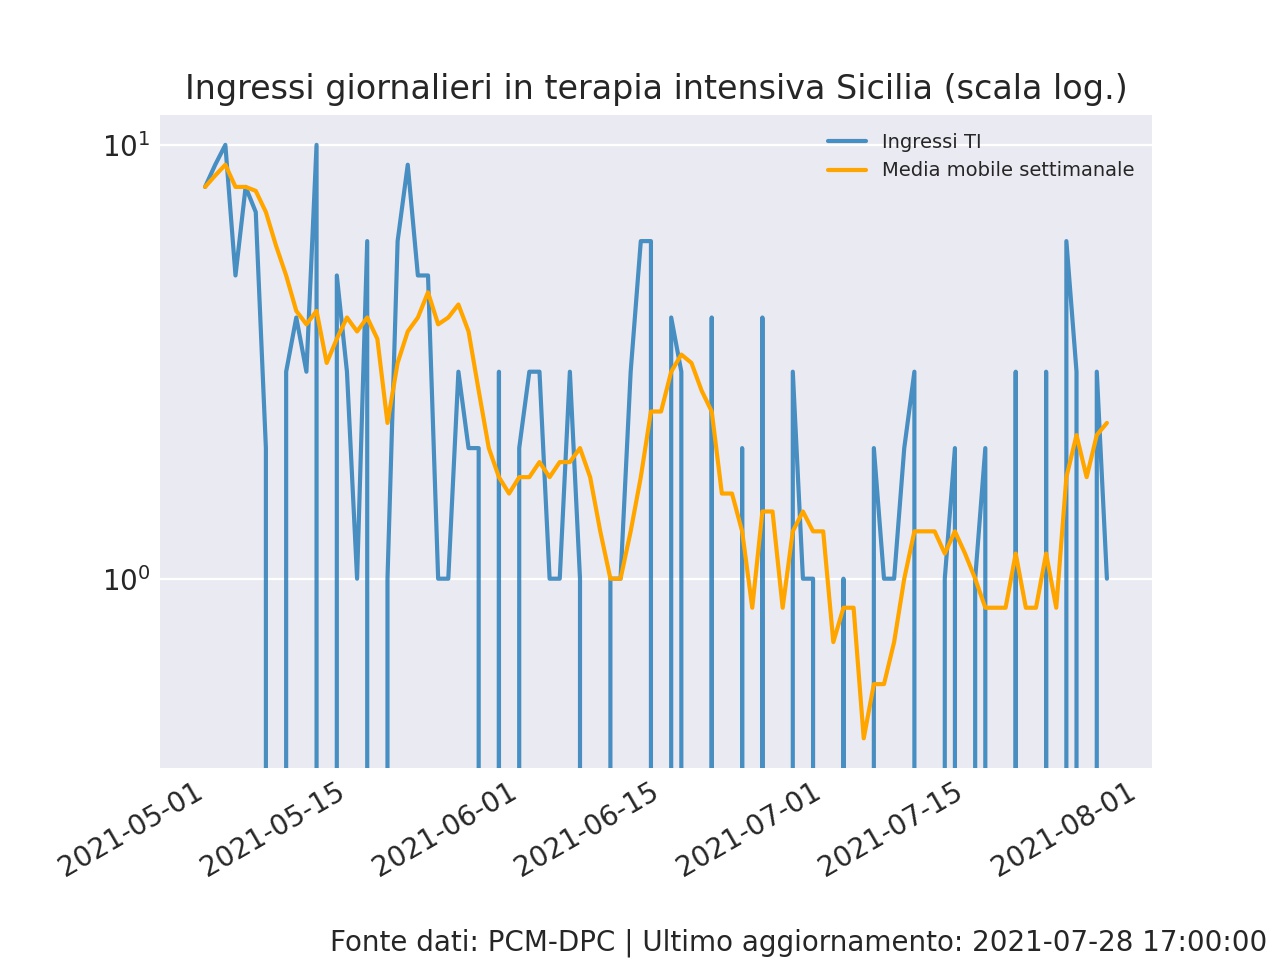 Ingressi giornalieri in terapia intensiva Sicilia (scala log.)
10¹
Ingressi TI
Media mobile settimanale
10⁰
2021-05-01
2021-05-15
2021-06-01
2021-06-15
2021-07-01
2021-07-15
2021-08-01
Fonte dati: PCM-DPC | Ultimo aggiornamento: 2021-07-28 17:00:00